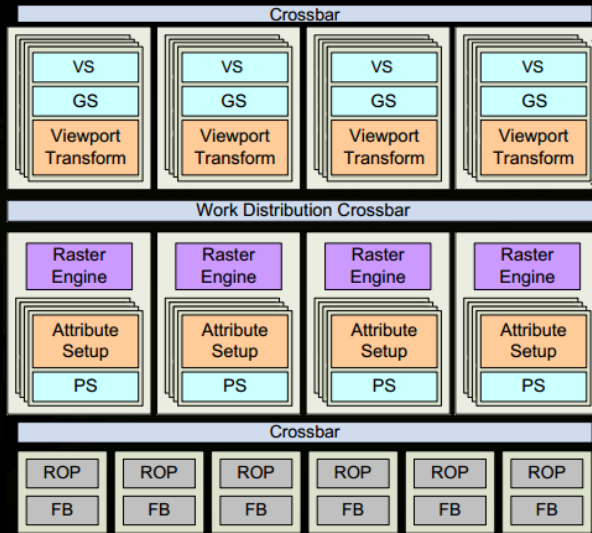 Crossbar
VS VS VS VS
GS GS GS GS
Viewport Viewport Viewport Viewport
Transform Transform Transform Transform
Work Distribution Crossbar
Raster Raster Raster Raster
Engine Engine Engine Engine
Attribute Attribute Attribute Attribute
Setup Setup Setup Setup
PS PS PS PS
Crossbar
ROP ROP ROP ROP ROP ROP
FB FB FB FB FB FB